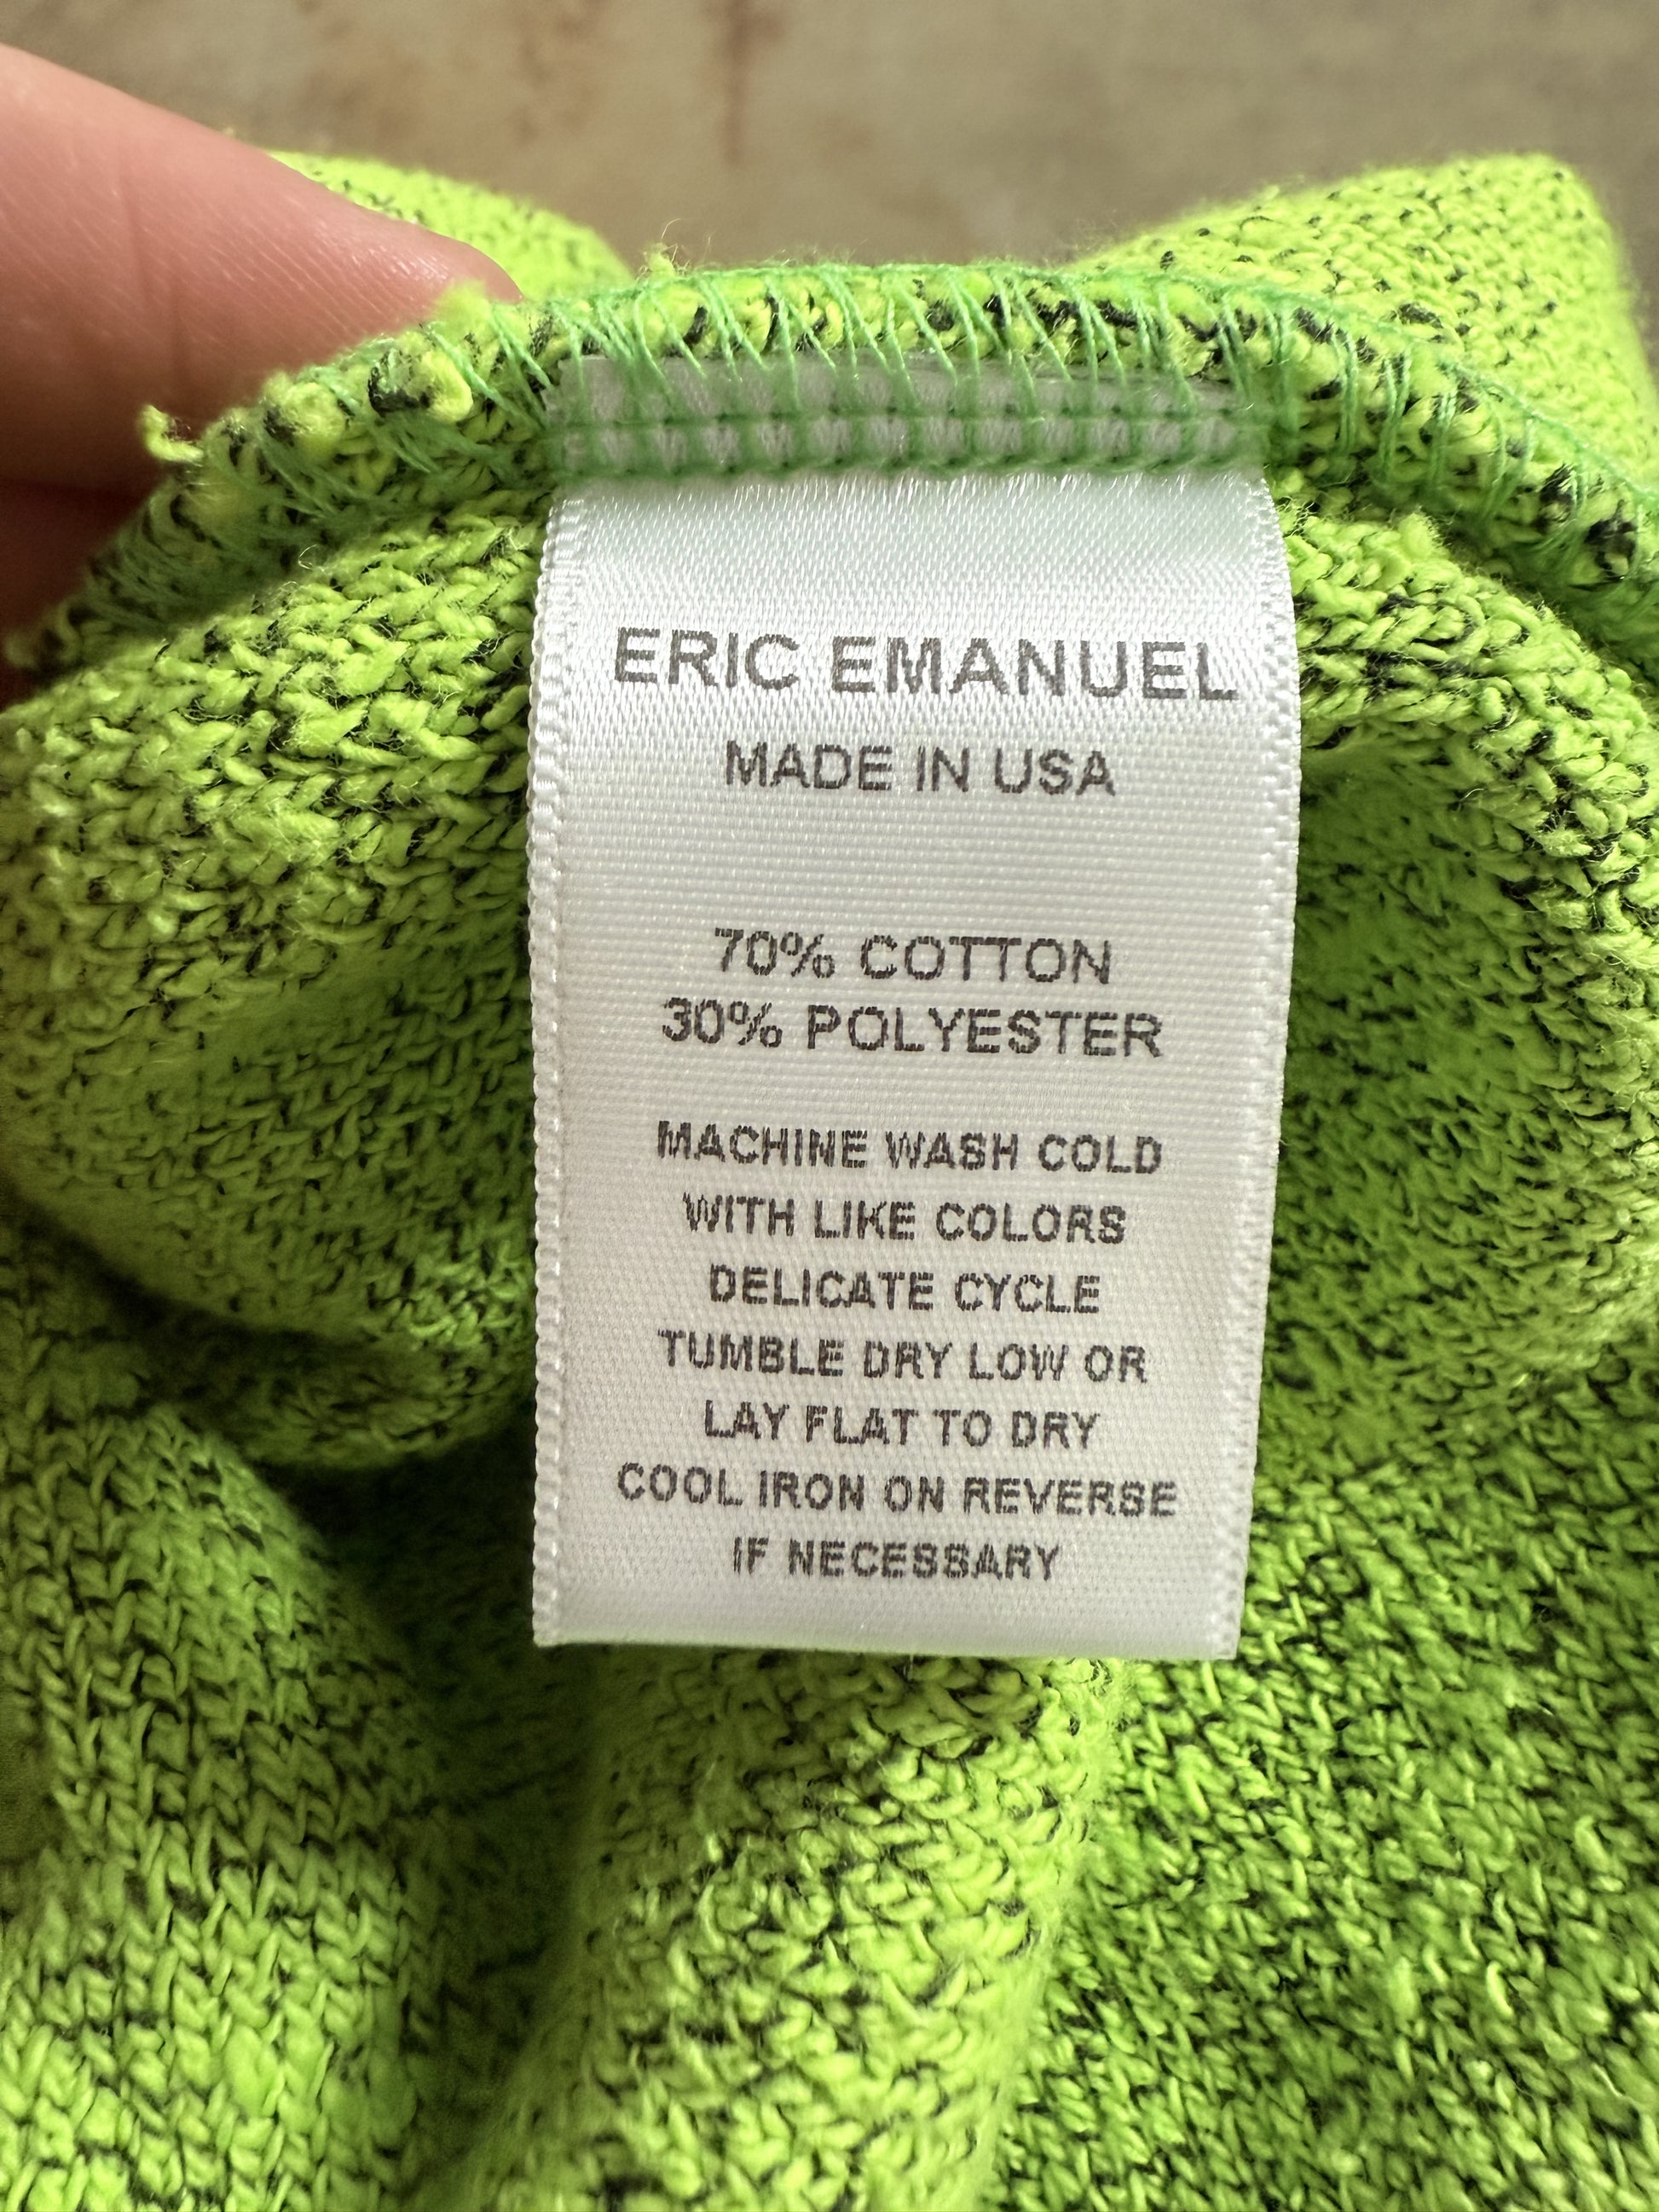 ERIC EMANUEL
MADE IN USA
70% COTTON
30% POLYESTER
MACHINE WASH COLD
WITH LIKE COLORS
DELICATE CYCLE
TUMBLE DRY LOW OR
LAY FLAT TO DRY
COOL IRON ON REVERSE
IF NECESSARY